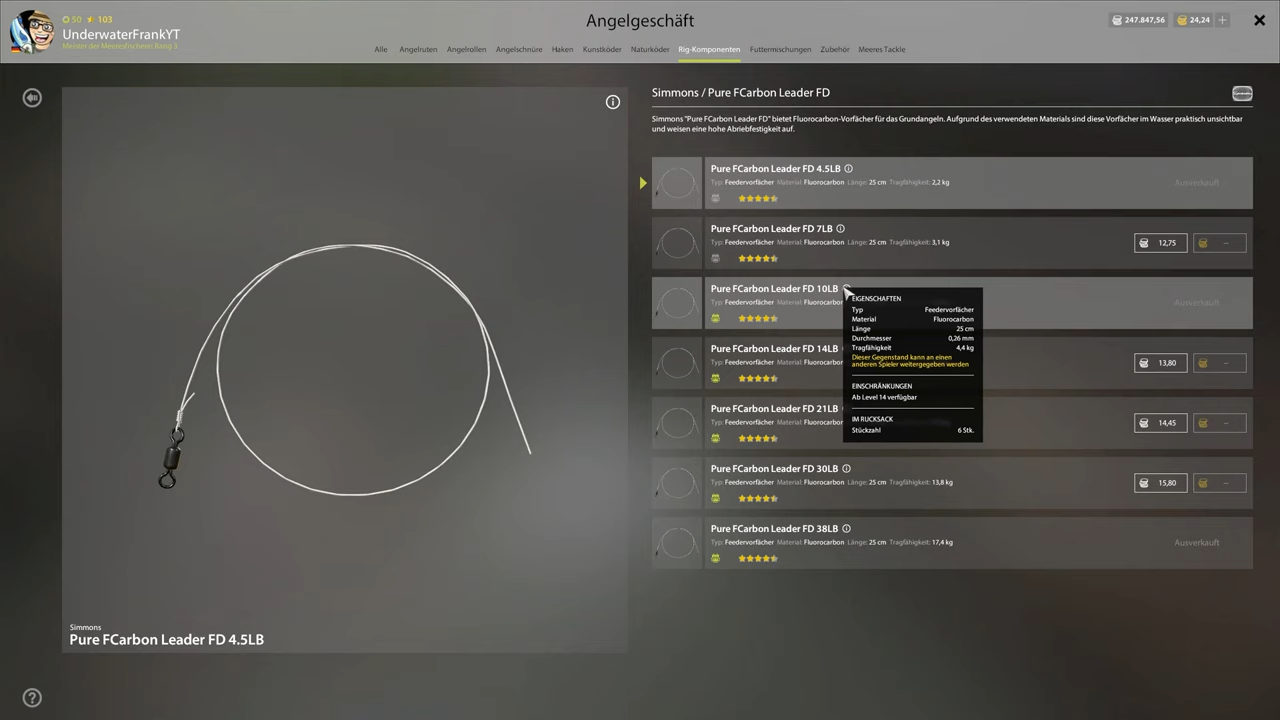 50 103
UnderwaterFrankYT
Meister der Meeresfischerei: Rang 3
Angelgeschäft
247.847,56 24,24 +
Alle Angelruten Angelrollen Angelschnüre Haken Kunstköder Naturköder Rig-Komponenten Futtermischungen Zubehör Meeres Tackle
Simmons / Pure FCarbon Leader FD
Simmons "Pure FCarbon Leader FD" bietet Fluorocarbon-Vorfächer für das Grundangeln. Aufgrund des verwendeten Materials sind diese Vorfächer im Wasser praktisch unsichtbar
und weisen eine hohe Abriebfestigkeit auf.
Pure FCarbon Leader FD 4.5LB
Typ: Feedervorfächer Material: Fluorocarbon Länge: 25 cm Tragfähigkeit: 2,2 kg
Ausverkauft
Pure FCarbon Leader FD 7LB
Typ: Feedervorfächer Material: Fluorocarbon Länge: 25 cm Tragfähigkeit: 3,1 kg
12,75 --
Pure FCarbon Leader FD 10LB
Typ: Feedervorfächer Material: Fluorocarbon
Ausverkauft
EIGENSCHAFTEN
Typ Feedervorfächer
Material Fluorocarbon
Länge 25 cm
Durchmesser 0,26 mm
Tragfähigkeit 4,4 kg
Dieser Gegenstand kann an einen
anderen Spieler weitergegeben werden
EINSCHRÄNKUNGEN
Ab Level 14 verfügbar
IM RUCKSACK
Stückzahl 6 Stk.
Pure FCarbon Leader FD 14LB
Typ: Feedervorfächer Material: Fluorocarbon
13,80 --
Pure FCarbon Leader FD 21LB
Typ: Feedervorfächer Material: Fluorocarbon
14,45 --
Pure FCarbon Leader FD 30LB
Typ: Feedervorfächer Material: Fluorocarbon Länge: 25 cm Tragfähigkeit: 13,8 kg
15,80 --
Pure FCarbon Leader FD 38LB
Typ: Feedervorfächer Material: Fluorocarbon Länge: 25 cm Tragfähigkeit: 17,4 kg
Ausverkauft
Simmons
Pure FCarbon Leader FD 4.5LB